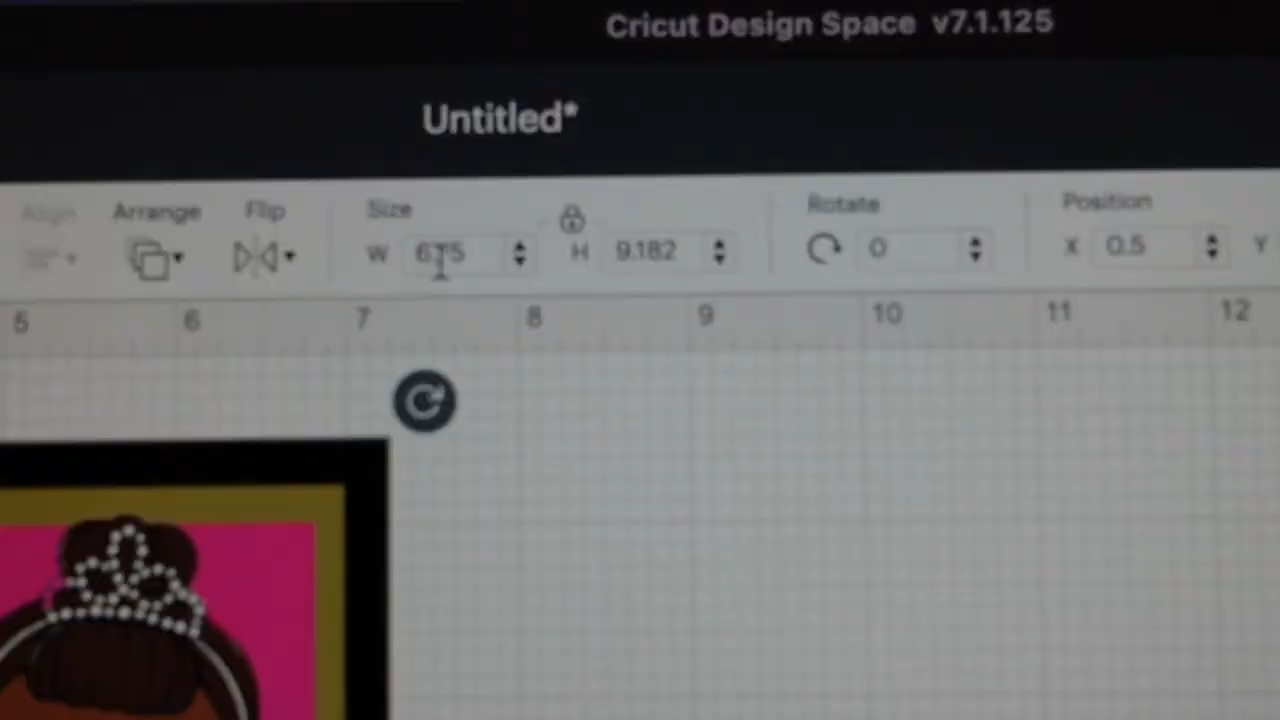 Cricut Design Space v7.1.125
Untitled*
Align Arrange Flip Size Rotate Position
W H 9.182 0 X 0.5 Y
5 6 7 8 9 10 11 12